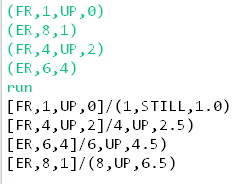 (FR,1,UP,0)
(ER,8,1)
(FR,4,UP,2)
(ER,6,4)
run
[FR,1,UP,0]/(1,STILL,1.0)
[FR,4,UP,2]/4,UP,2.5)
[ER,6,4]/6,UP,4.5)
[ER,8,1]/(8,UP,6.5)